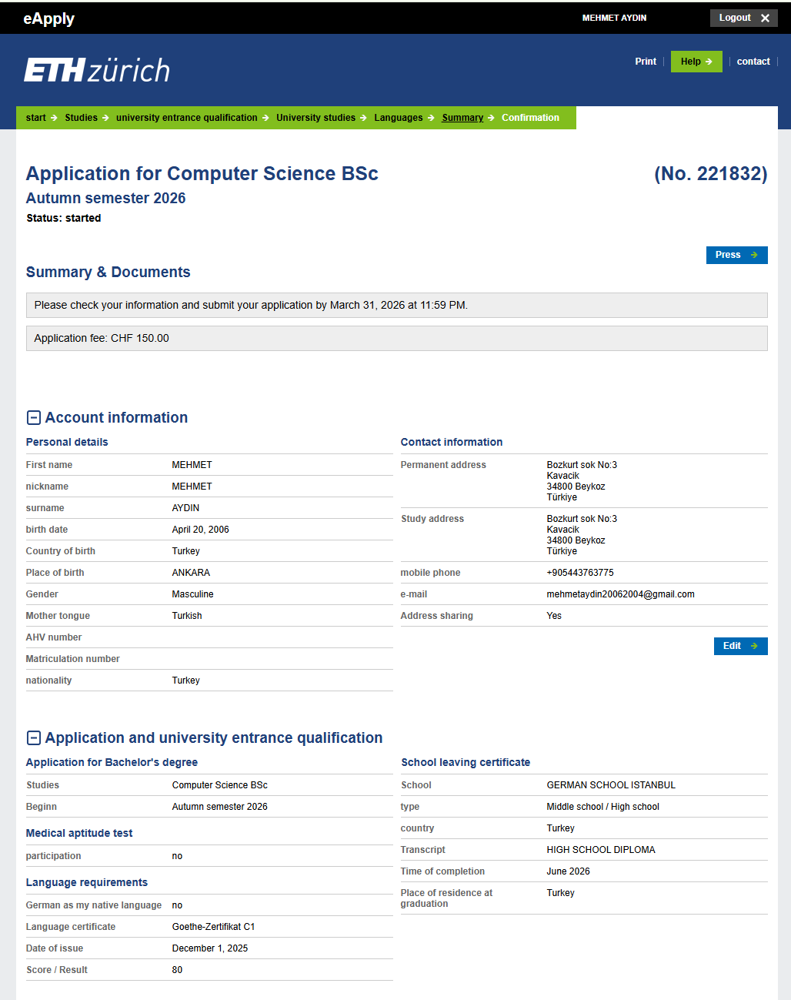 eApply
MEHMET AYDIN
Logout ✕
ETH zürich
Print
Help →
contact
start → Studies → university entrance qualification → University studies → Languages → Summary → Confirmation
Application for Computer Science BSc
(No. 221832)
Autumn semester 2026
Status: started
Press →
Summary & Documents
Please check your information and submit your application by March 31, 2026 at 11:59 PM.
Application fee: CHF 150.00
Account information
Personal details
First name MEHMET
nickname MEHMET
surname AYDIN
birth date April 20, 2006
Country of birth Turkey
Place of birth ANKARA
Gender Masculine
Mother tongue Turkish
AHV number
Matriculation number
nationality Turkey
Contact information
Permanent address Bozkurt sok No:3
Kavacik
34800 Beykoz
Türkiye
Study address Bozkurt sok No:3
Kavacik
34800 Beykoz
Türkiye
mobile phone +905443763775
e-mail mehmetaydin20062004@gmail.com
Address sharing Yes
Edit →
Application and university entrance qualification
Application for Bachelor's degree
Studies Computer Science BSc
Beginn Autumn semester 2026
Medical aptitude test
participation no
Language requirements
German as my native language no
Language certificate Goethe-Zertifikat C1
Date of issue December 1, 2025
Score / Result 80
School leaving certificate
School GERMAN SCHOOL ISTANBUL
type Middle school / High school
country Turkey
Transcript HIGH SCHOOL DIPLOMA
Time of completion June 2026
Place of residence at Turkey
graduation